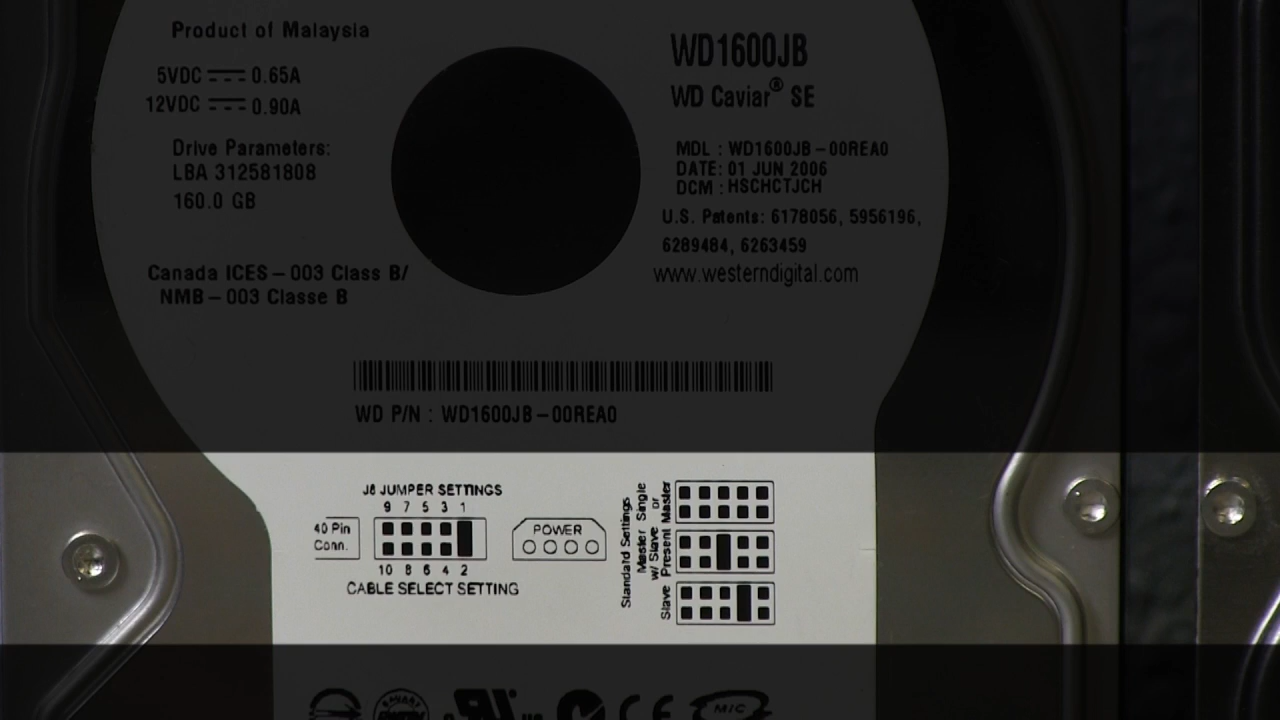 Product of Malaysia
5VDC 0.65A
12VDC 0.90A
Drive Parameters:
LBA 312581808
160.0 GB
Canada ICES-003 Class B/
NMB-003 Classe B
WD1600JB
WD Caviar® SE
MDL : WD1600JB-00REA0
DATE: 01 JUN 2006
DCM : HSCHCTJCH
U.S. Patents: 6178056, 5956196,
6289484, 6263459
www.westerndigital.com
WD P/N : WD1600JB-00REA0
J8 JUMPER SETTINGS
9 7 5 3 1
40 Pin
Conn.
10 8 6 4 2
CABLE SELECT SETTING
POWER
Standard Settings
Single or Master
Master w/ Slave Present
Slave
CE
MIC